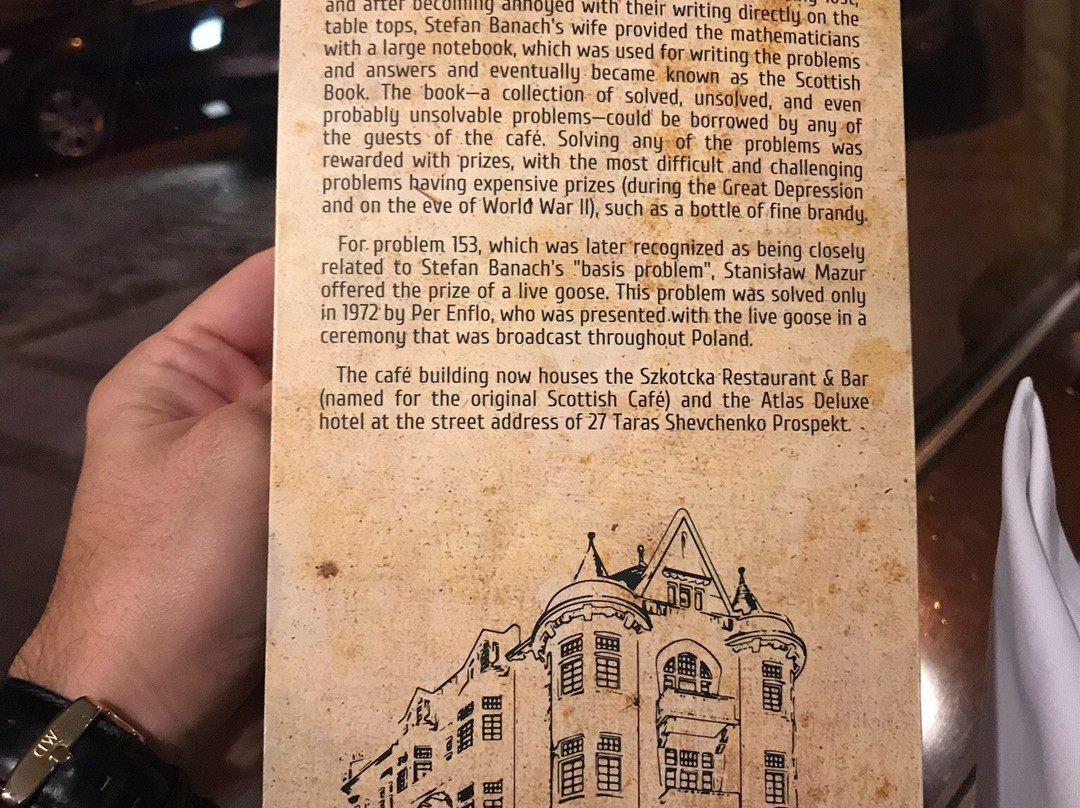 and after becoming annoyed with their writing directly on the
table tops, Stefan Banach's wife provided the mathematicians
with a large notebook, which was used for writing the problems
and answers and eventually became known as the Scottish
Book. The book—a collection of solved, unsolved, and even
probably unsolvable problems—could be borrowed by any of
the guests of the café. Solving any of the problems was
rewarded with prizes, with the most difficult and challenging
problems having expensive prizes (during the Great Depression
and on the eve of World War II), such as a bottle of fine brandy.
For problem 153, which was later recognized as being closely
related to Stefan Banach's "basis problem", Stanisław Mazur
offered the prize of a live goose. This problem was solved only
in 1972 by Per Enflo, who was presented with the live goose in a
ceremony that was broadcast throughout Poland.
The café building now houses the Szkotcka Restaurant & Bar
(named for the original Scottish Café) and the Atlas Deluxe
hotel at the street address of 27 Taras Shevchenko Prospekt.
DW